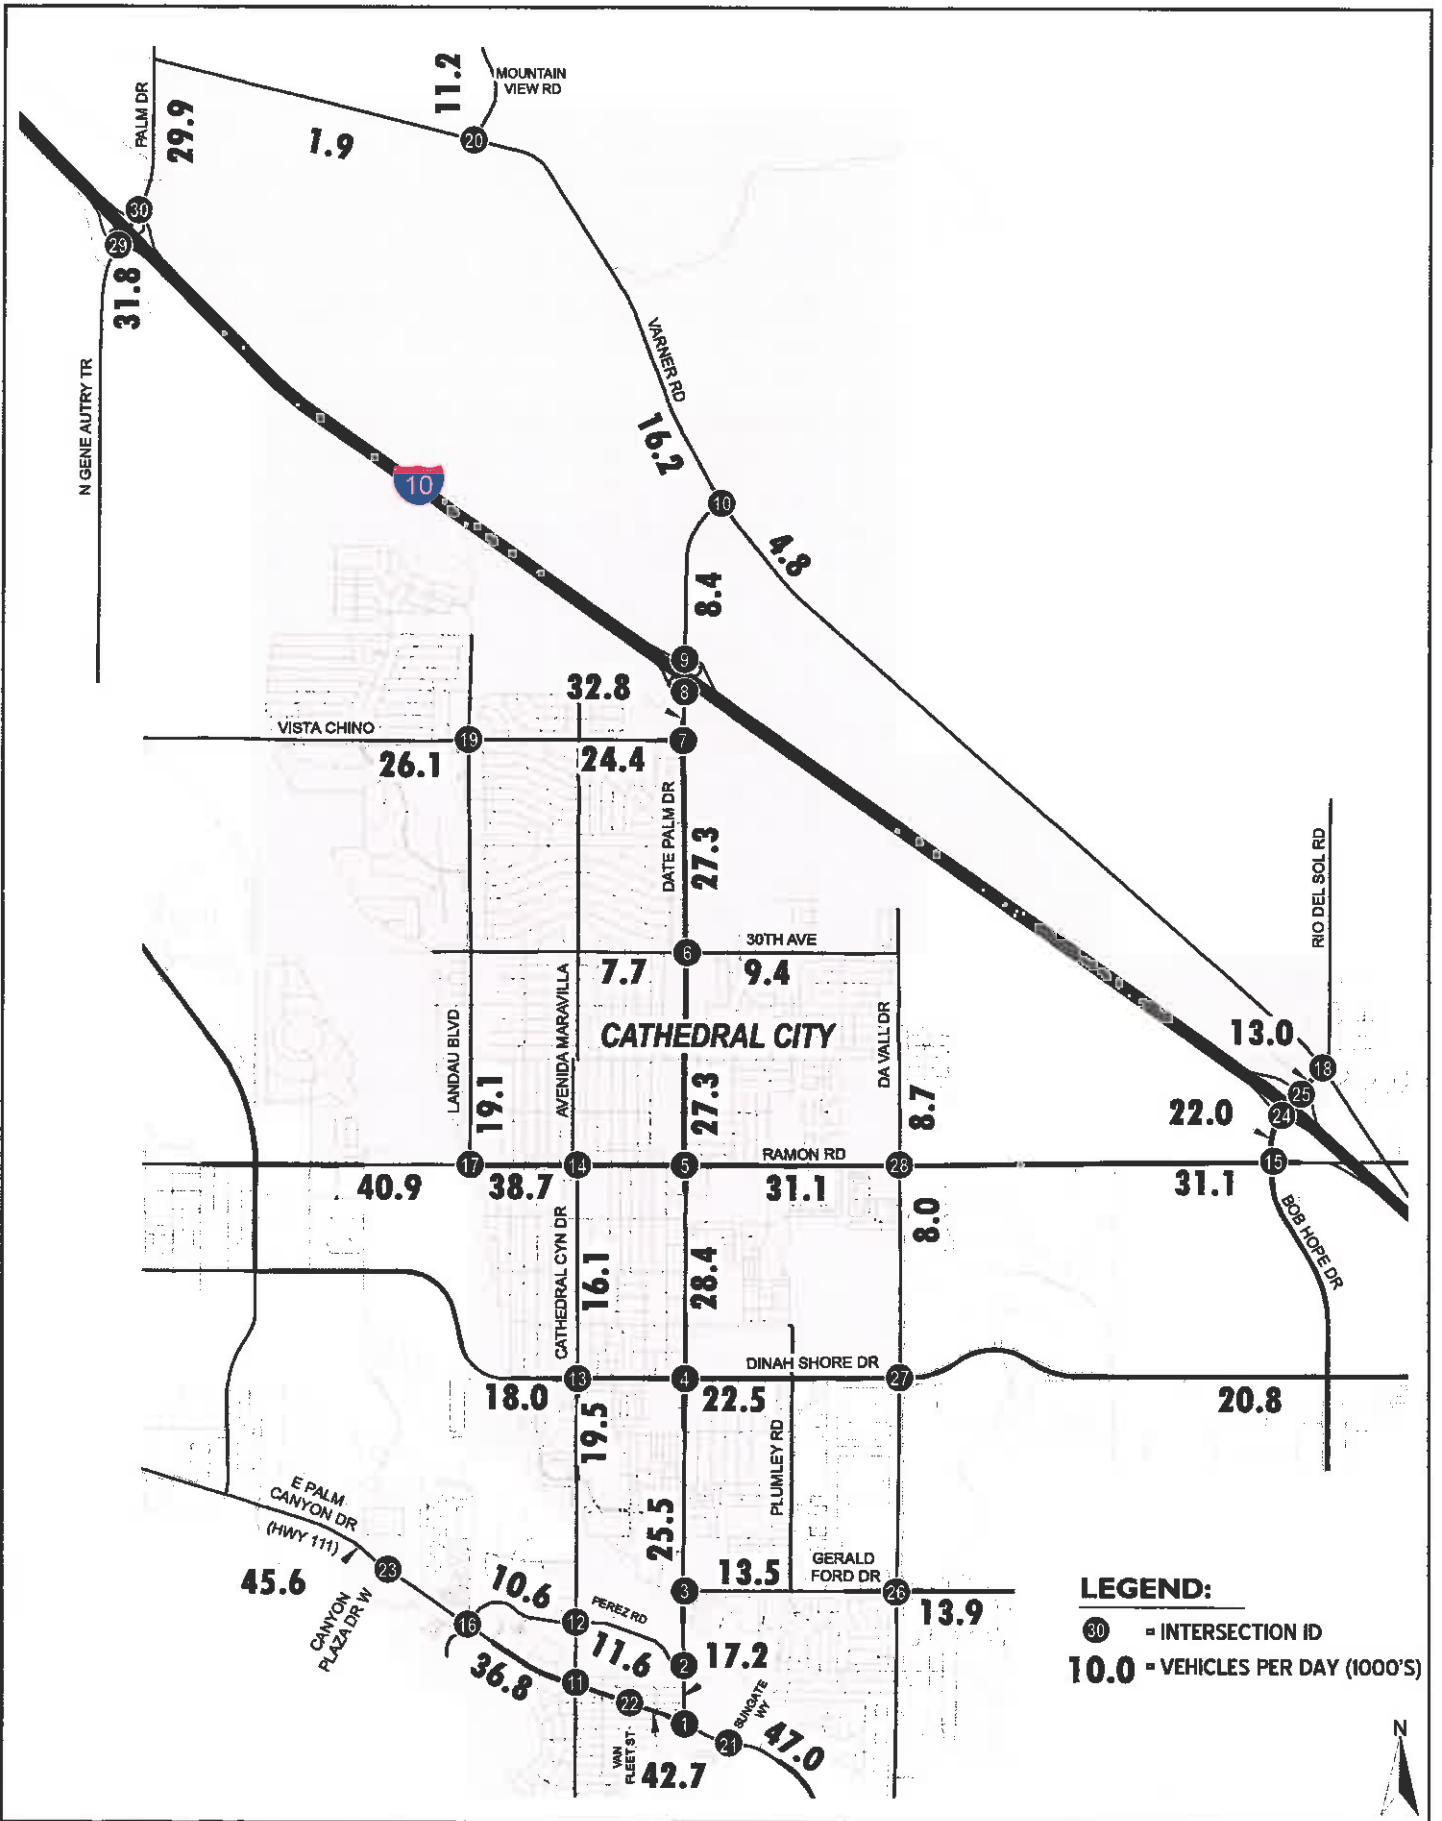 11.2
MOUNTAIN
VIEW RD
PALM DR
29.9
1.9
20
30
29
31.8
N GENE AUTRY TR
VARNER RD
16.2
10
10
4.8
8.4
9
32.8
8
VISTA CHINO
19
7
26.1
24.4
DATE PALM DR
27.3
RIO DEL SOL RD
30TH AVE
6
7.7
9.4
AVENIDA MARAVILLA
CATHEDRAL CITY
LANDAU BLVD
DA VALL DR
13.0
18
19.1
27.3
8.7
25
22.0
24
RAMON RD
17
14
5
28
15
40.9
38.7
31.1
31.1
8.0
BOB HOPE DR
CATHEDRAL CYN DR
16.1
28.4
DINAH SHORE DR
13
4
27
18.0
22.5
20.8
19.5
PLUMLEY RD
E PALM
CANYON DR
(HWY 111)
25.5
23
45.6
CANYON
PLAZA DR W
GERALD
FORD DR
13.5
3
26
13.9
10.6
PEREZ RD
16
12
11.6
2
17.2
36.8
11
22
1
SUNGATE
WY
21
47.0
VAN
FLEET ST
42.7
LEGEND:
30 = INTERSECTION ID
10.0 = VEHICLES PER DAY (1000'S)
N